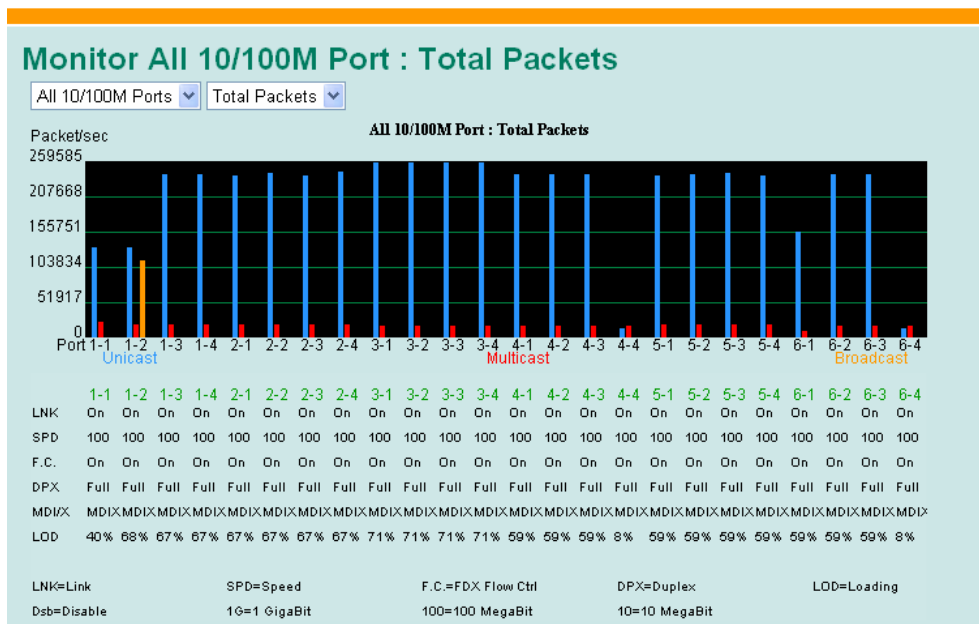 Monitor All 10/100M Port : Total Packets
All 10/100M Ports Total Packets
Packet/sec All 10/100M Port : Total Packets
259585
207668
155751
103834
51917
0
Port 1-1 1-2 1-3 1-4 2-1 2-2 2-3 2-4 3-1 3-2 3-3 3-4 4-1 4-2 4-3 4-4 5-1 5-2 5-3 5-4 6-1 6-2 6-3 6-4
Unicast Multicast Broadcast
1-1 1-2 1-3 1-4 2-1 2-2 2-3 2-4 3-1 3-2 3-3 3-4 4-1 4-2 4-3 4-4 5-1 5-2 5-3 5-4 6-1 6-2 6-3 6-4
LNK On On On On On On On On On On On On On On On On On On On On On On On On
SPD 100 100 100 100 100 100 100 100 100 100 100 100 100 100 100 100 100 100 100 100 100 100 100 100
F.C. On On On On On On On On On On On On On On On On On On On On On On On On
DPX Full Full Full Full Full Full Full Full Full Full Full Full Full Full Full Full Full Full Full Full Full Full Full Full
MDI/X MDIX MDIX MDIX MDIX MDIX MDIX MDIX MDIX MDIX MDIX MDIX MDIX MDIX MDIX MDIX MDIX MDIX MDIX MDIX MDIX MDIX MDIX MDIX MDIX
LOD 40% 68% 67% 67% 67% 67% 67% 67% 71% 71% 71% 71% 59% 59% 59% 8% 59% 59% 59% 59% 59% 59% 59% 8%
LNK=Link SPD=Speed F.C.=FDX Flow Ctrl DPX=Duplex LOD=Loading
Dsb=Disable 1G=1 GigaBit 100=100 MegaBit 10=10 MegaBit